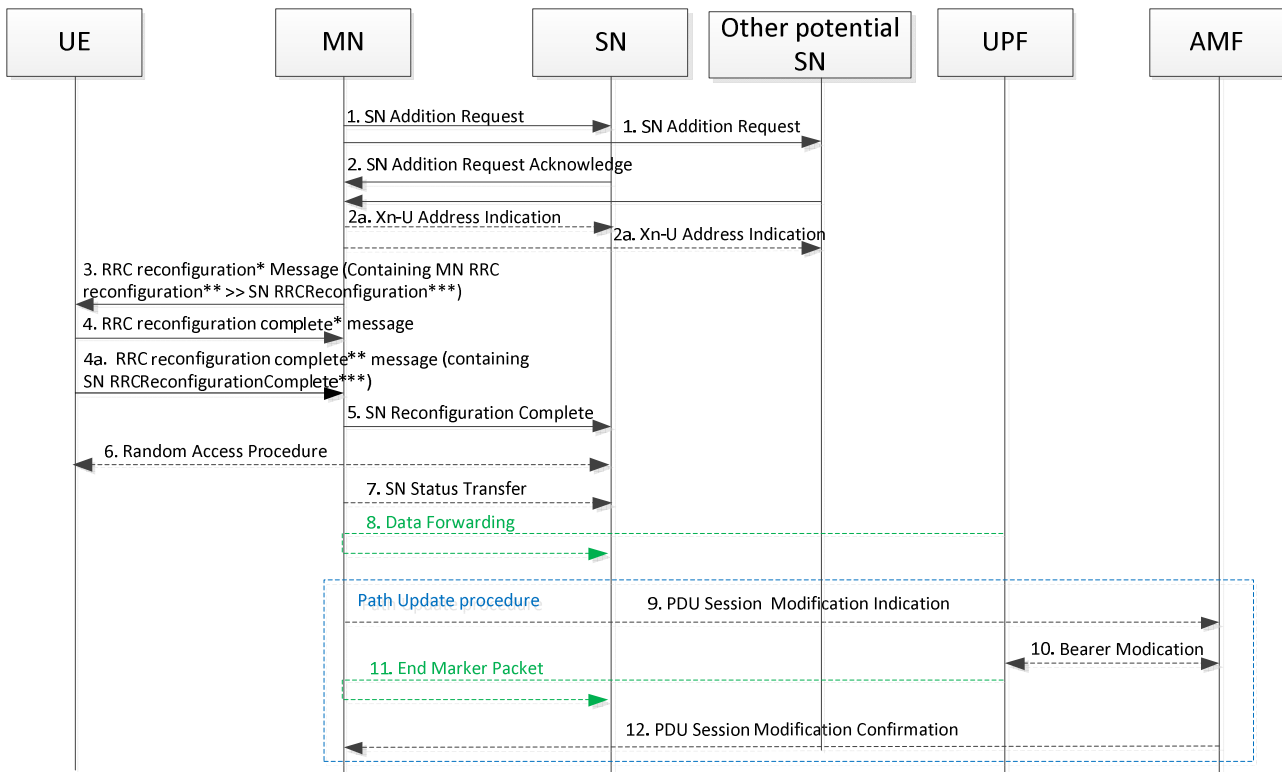 UE
MN
SN
Other potential
SN
UPF
AMF
1. SN Addition Request
1. SN Addition Request
2. SN Addition Request Acknowledge
2a. Xn-U Address Indication
2a. Xn-U Address Indication
3. RRC reconfiguration* Message (Containing MN RRC
reconfiguration** >> SN RRCReconfiguration***)
4. RRC reconfiguration complete* message
4a. RRC reconfiguration complete** message (containing
SN RRCReconfigurationComplete***)
5. SN Reconfiguration Complete
6. Random Access Procedure
7. SN Status Transfer
8. Data Forwarding
Path Update procedure
9. PDU Session Modification Indication
10. Bearer Modication
11. End Marker Packet
12. PDU Session Modification Confirmation